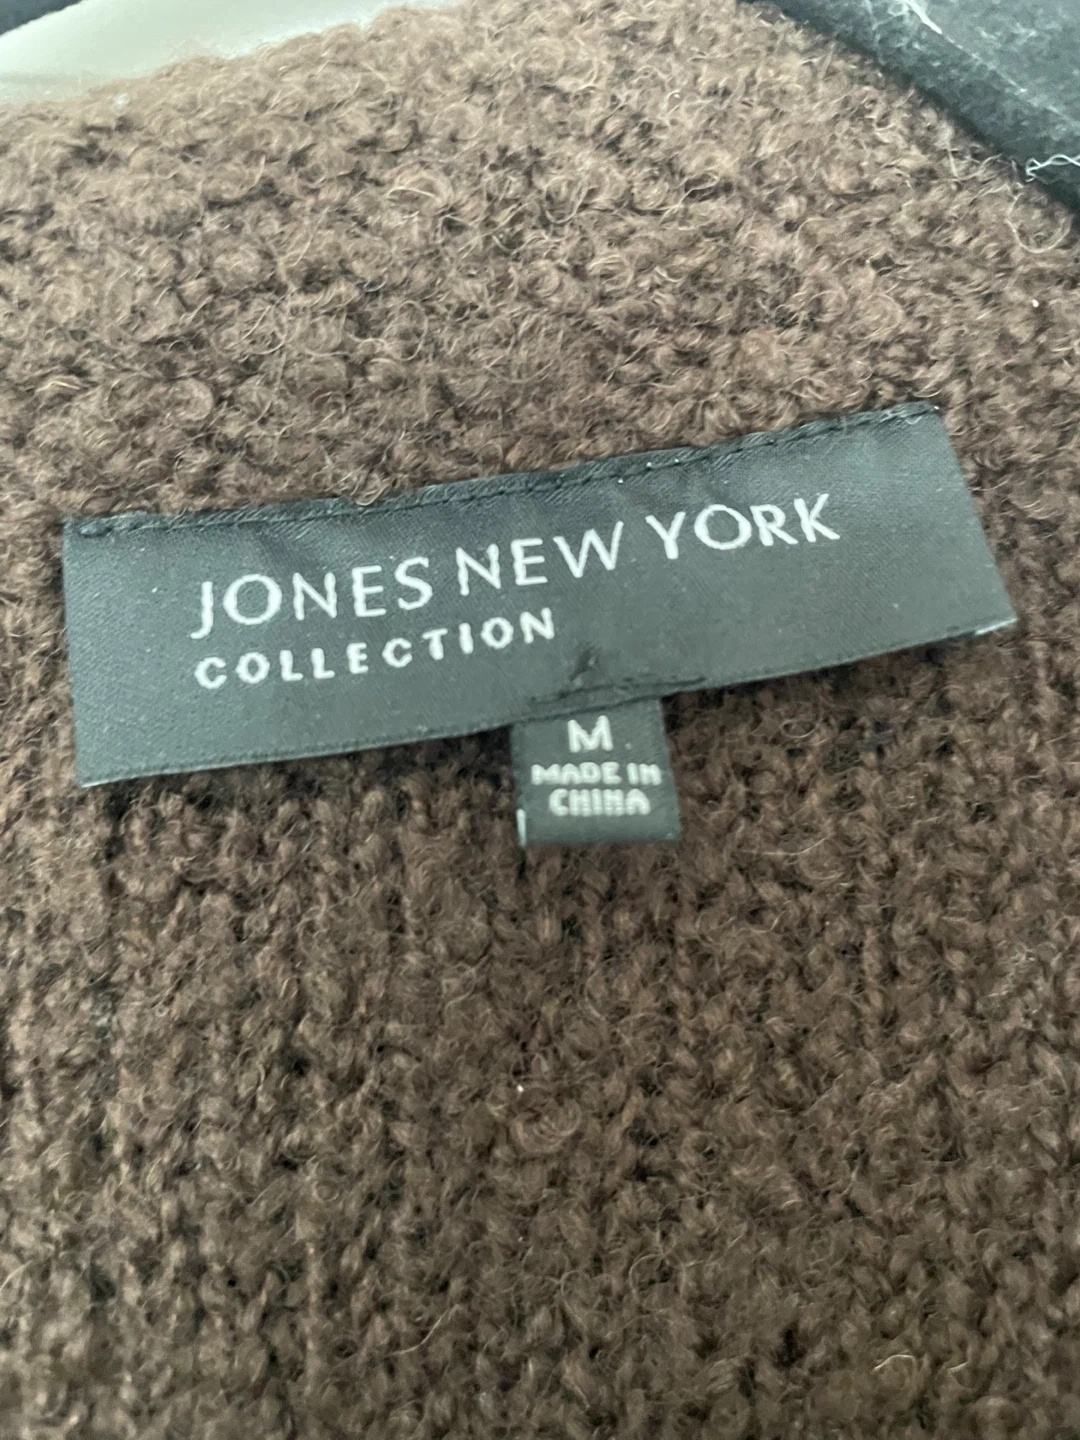 JONES NEW YORK
COLLECTION
M
MADE IN
CHINA